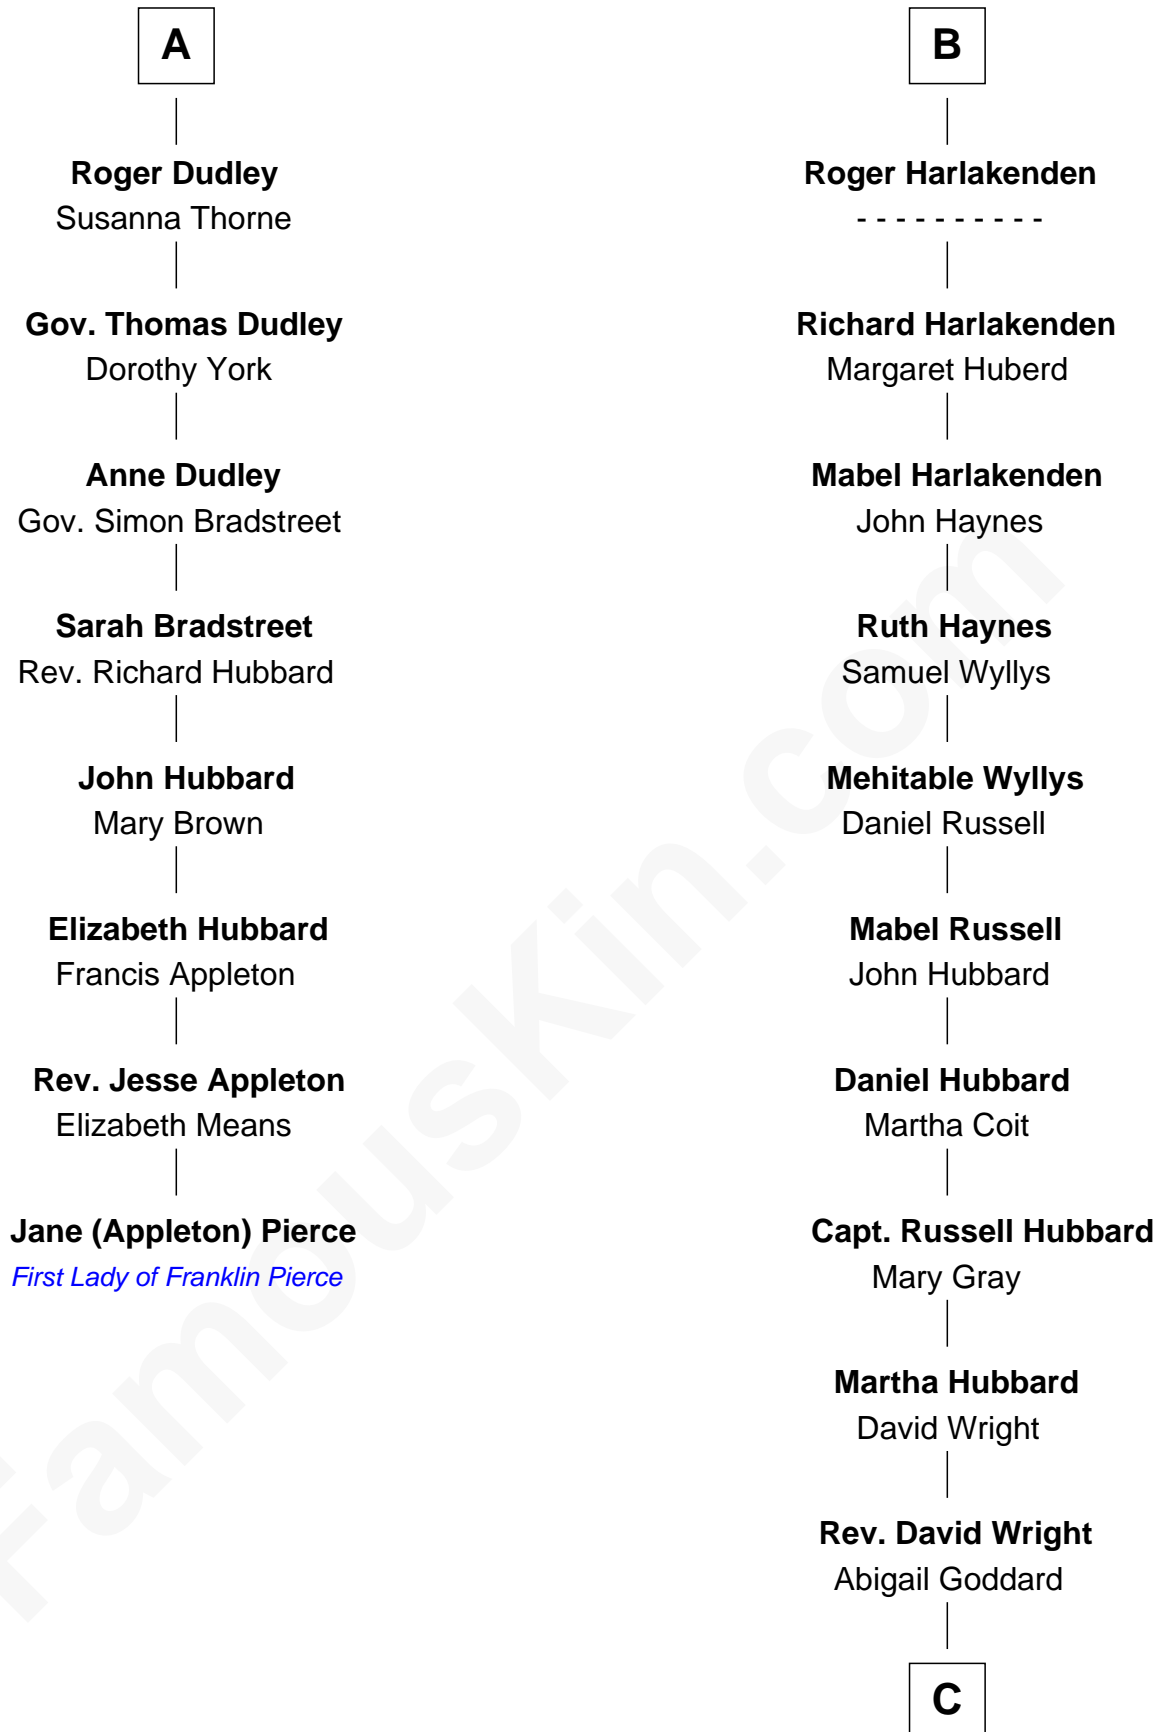 A
Roger Dudley
Susanna Thorne
Gov. Thomas Dudley
Dorothy York
Anne Dudley
Gov. Simon Bradstreet
Sarah Bradstreet
Rev. Richard Hubbard
John Hubbard
Mary Brown
Elizabeth Hubbard
Francis Appleton
Rev. Jesse Appleton
Elizabeth Means
Jane (Appleton) Pierce
First Lady of Franklin Pierce
B
Roger Harlakenden
- - - - - - - - - -
Richard Harlakenden
Margaret Huberd
Mabel Harlakenden
John Haynes
Ruth Haynes
Samuel Wyllys
Mehitable Wyllys
Daniel Russell
Mabel Russell
John Hubbard
Daniel Hubbard
Martha Coit
Capt. Russell Hubbard
Mary Gray
Martha Hubbard
David Wright
Rev. David Wright
Abigail Goddard
C
FamousKin.com